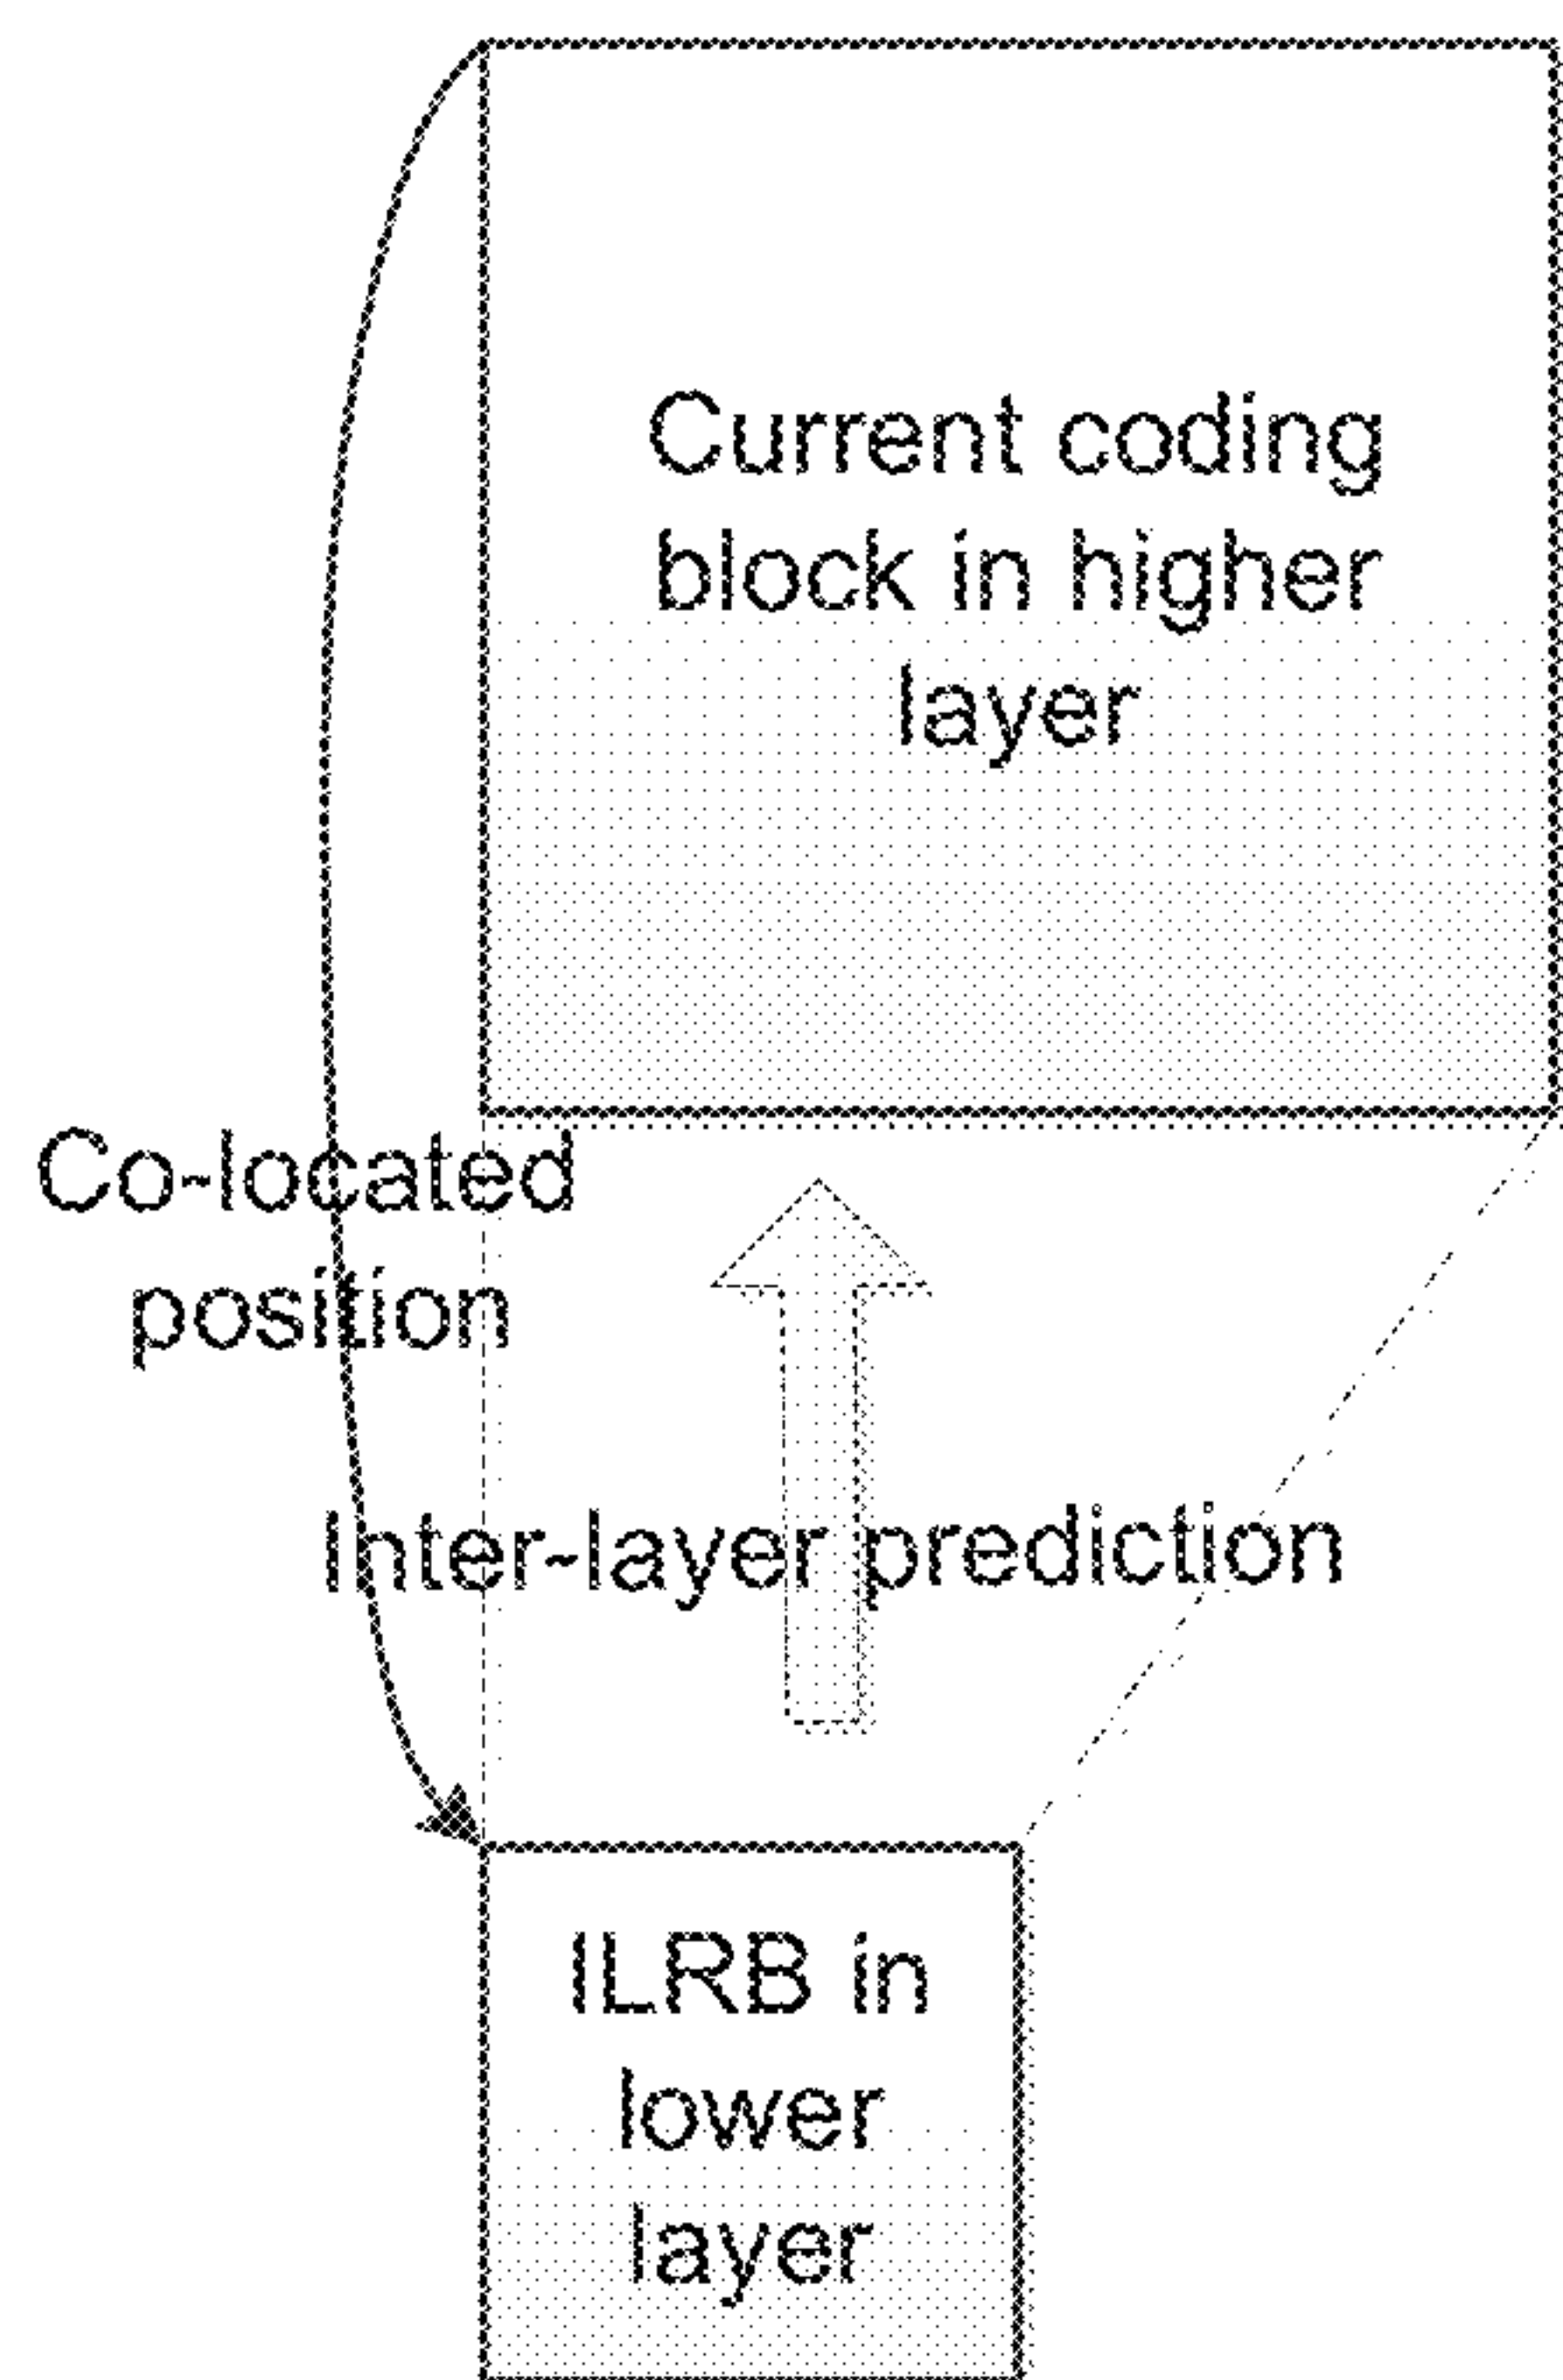 Current coding
block in higher
layer
Co-located
position
Inter-layer prediction
ILRB in
lower
layer